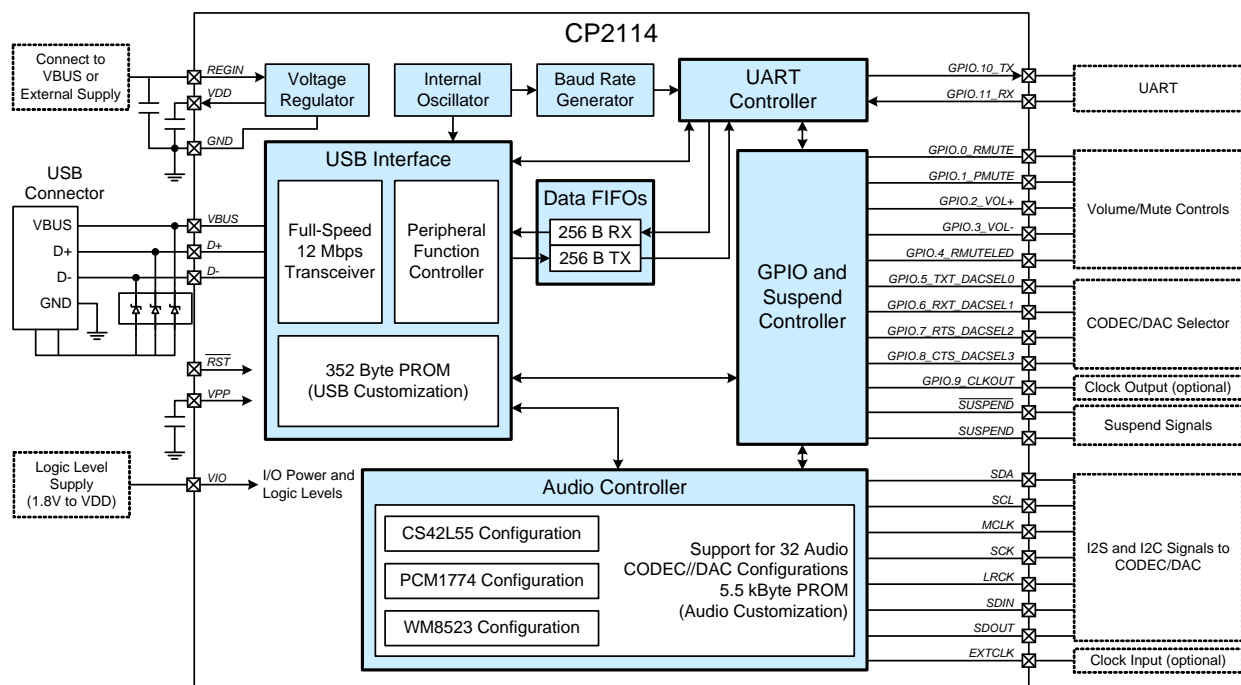 CP2114
Connect to
VBUS or
External Supply
REGIN
VDD
GND
Voltage
Regulator
Internal
Oscillator
Baud Rate
Generator
UART
Controller
GPIO.10_TX
GPIO.11_RX
UART
USB
Connector
VBUS
D+
D-
GND
VBUS
D+
D-
USB Interface
Full-Speed
12 Mbps
Transceiver
Peripheral
Function
Controller
352 Byte PROM
(USB Customization)
Data FIFOs
256 B RX
256 B TX
GPIO and
Suspend
Controller
GPIO.0_RMUTE
GPIO.1_PMUTE
GPIO.2_VOL+
GPIO.3_VOL-
GPIO.4_RMUTELED
GPIO.5_TXT_DACSEL0
GPIO.6_RXT_DACSEL1
GPIO.7_RTS_DACSEL2
GPIO.8_CTS_DACSEL3
GPIO.9_CLKOUT
SUSPEND
SUSPEND
Volume/Mute Controls
CODEC/DAC Selector
Clock Output (optional)
Suspend Signals
RST
VPP
Logic Level
Supply
(1.8V to VDD)
VIO
I/O Power and
Logic Levels
Audio Controller
CS42L55 Configuration
PCM1774 Configuration
WM8523 Configuration
Support for 32 Audio
CODEC//DAC Configurations
5.5 kByte PROM
(Audio Customization)
SDA
SCL
MCLK
SCK
LRCK
SDIN
SDOUT
EXTCLK
I2S and I2C Signals to
CODEC/DAC
Clock Input (optional)